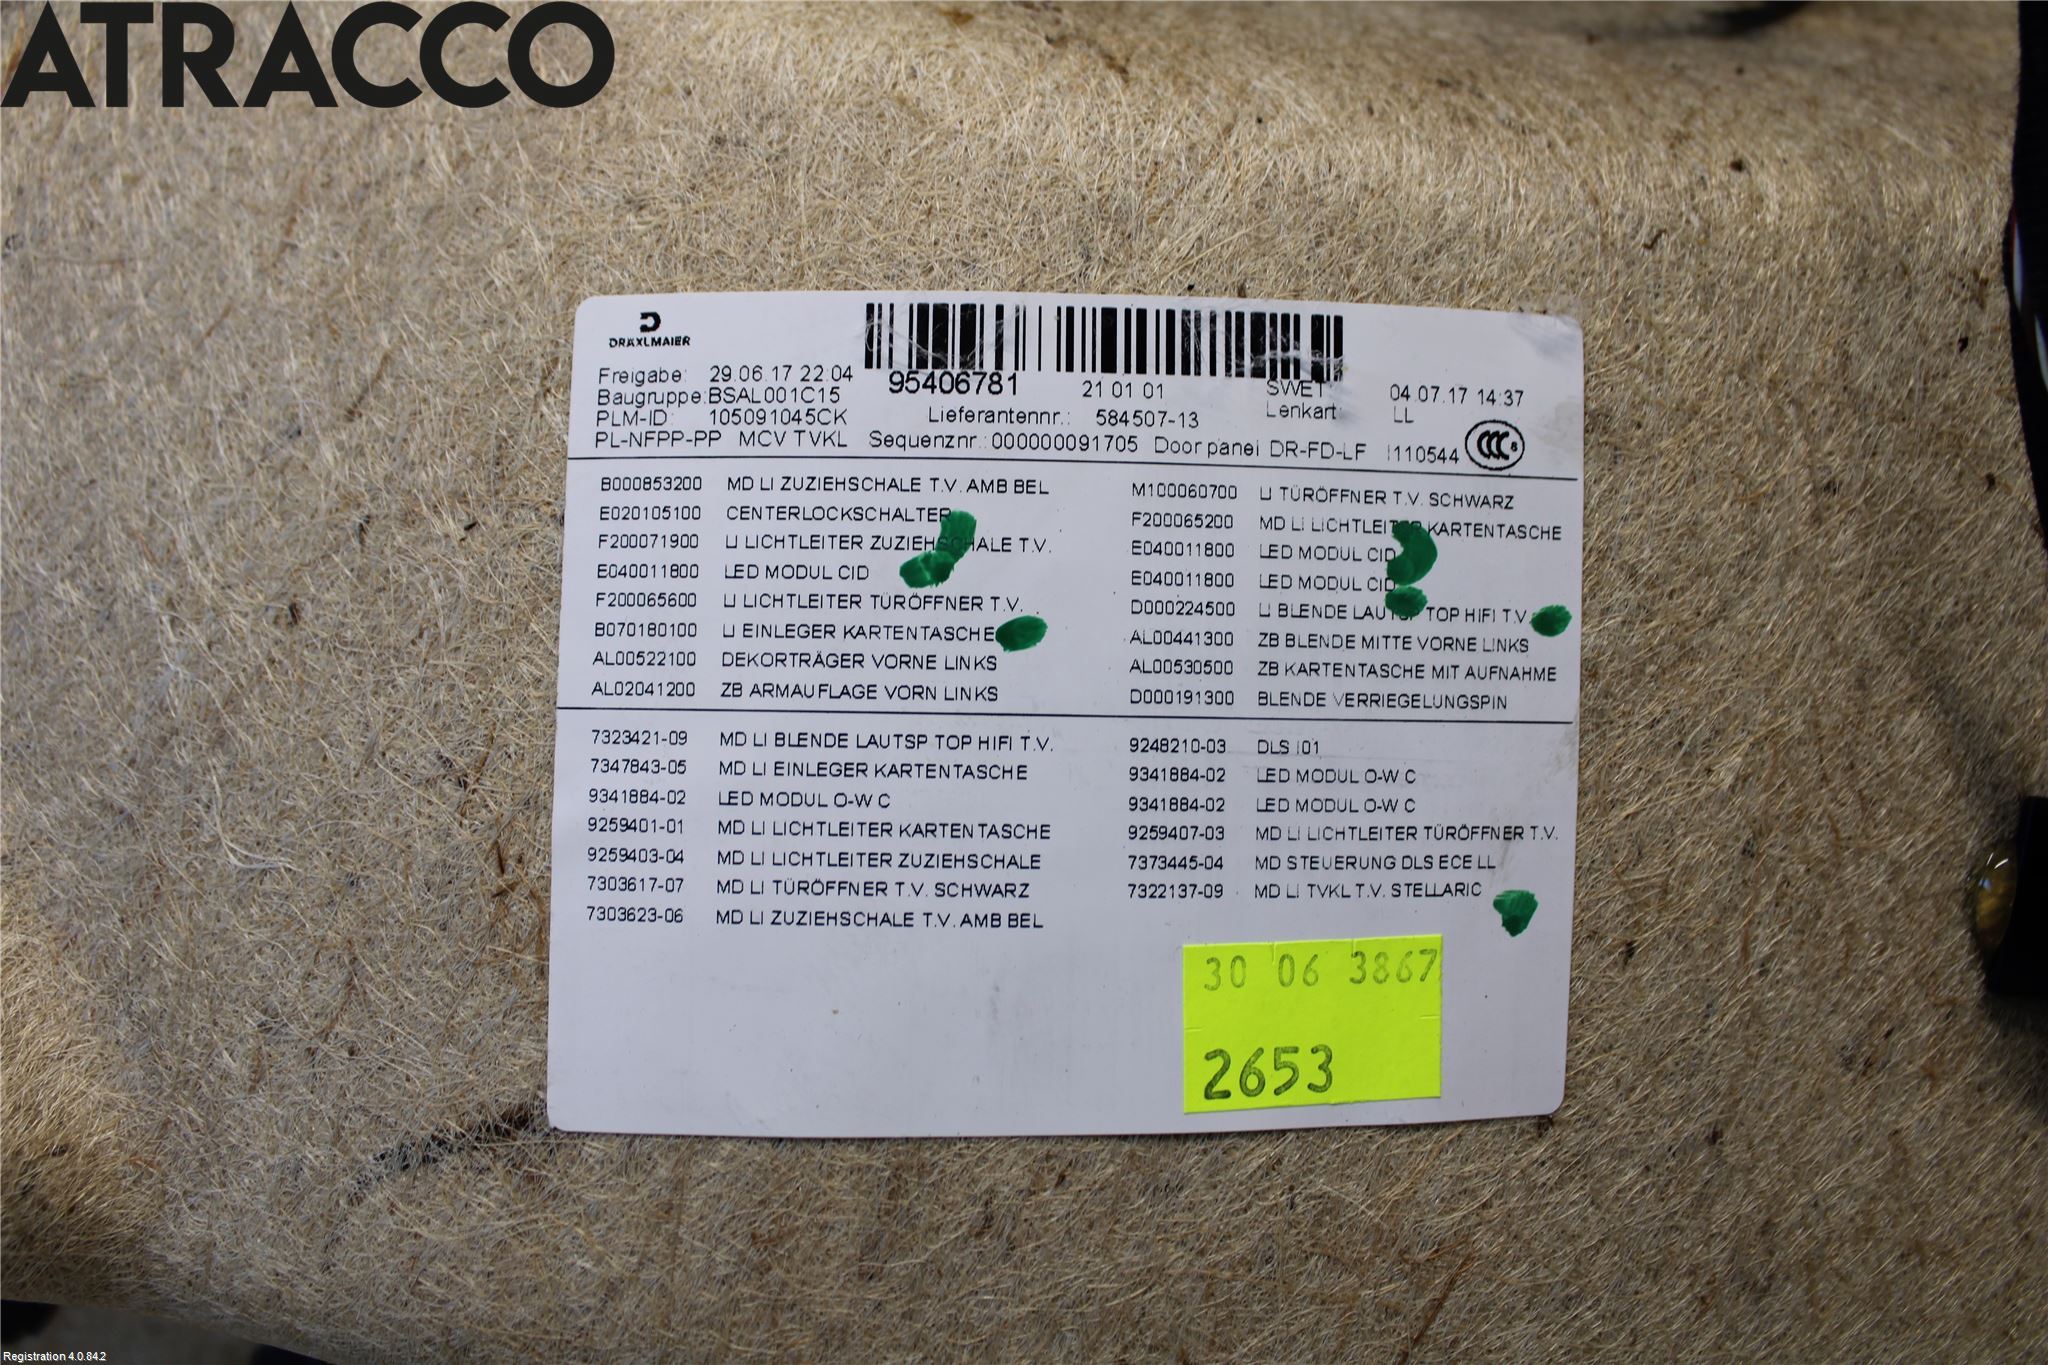 ATRACCO
DRÄXLMAIER
Freigabe: 29.06.17 22:04 95406781 21 01 01 SWET 04.07.17 14:37
Baugruppe: BSAL001C15
PLM-ID: 105091045CK Lieferantennr.: 584507-13 Lenkart: LL
PL-NFPP-PP MCV TVKL Sequenznr.: 000000091705 Door panel DR-FD-LF I110544 CCC S
B000853200 MD LI ZUZIEHSCHALE T.V. AMB BEL
E020105100 CENTERLOCKSCHALTER
F200071900 LI LICHTLEITER ZUZIEHSCHALE T.V.
E040011800 LED MODUL CID
F200065600 LI LICHTLEITER TÜRÖFFNER T.V.
B070180100 LI EINLEGER KARTENTASCHE
AL00522100 DEKORTRÄGER VORNE LINKS
AL02041200 ZB ARMAUFLAGE VORN LINKS
M100060700 LI TÜRÖFFNER T.V. SCHWARZ
F200065200 MD LI LICHTLEITER KARTENTASCHE
E040011800 LED MODUL CID
E040011800 LED MODUL CID
D000224500 LI BLENDE LAUTSP TOP HIFI T.V.
AL00441300 ZB BLENDE MITTE VORNE LINKS
AL00530500 ZB KARTENTASCHE MIT AUFNAHME
D000191300 BLENDE VERRIEGELUNGSPIN
7323421-09 MD LI BLENDE LAUTSP TOP HIFI T.V.
7347843-05 MD LI EINLEGER KARTENTASCHE
9341884-02 LED MODUL O-W C
9259401-01 MD LI LICHTLEITER KARTENTASCHE
9259403-04 MD LI LICHTLEITER ZUZIEHSCHALE
7303617-07 MD LI TÜRÖFFNER T.V. SCHWARZ
7303623-06 MD LI ZUZIEHSCHALE T.V. AMB BEL
9248210-03 DLS I01
9341884-02 LED MODUL O-W C
9341884-02 LED MODUL O-W C
9259407-03 MD LI LICHTLEITER TÜRÖFFNER T.V.
7373445-04 MD STEUERUNG DLS ECE LL
7322137-09 MD LI TVKL T.V. STELLARIC
30 06 3867
2653
Registration 4.0.84.2